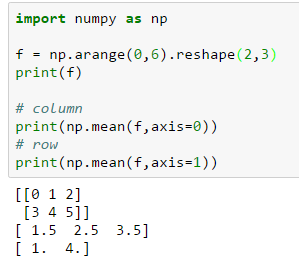 import numpy as np
f = np.arange(0,6).reshape(2,3)
print(f)
# column
print(np.mean(f,axis=0))
# row
print(np.mean(f,axis=1))
[[0 1 2]
 [3 4 5]]
[ 1.5  2.5  3.5]
[ 1.  4.]